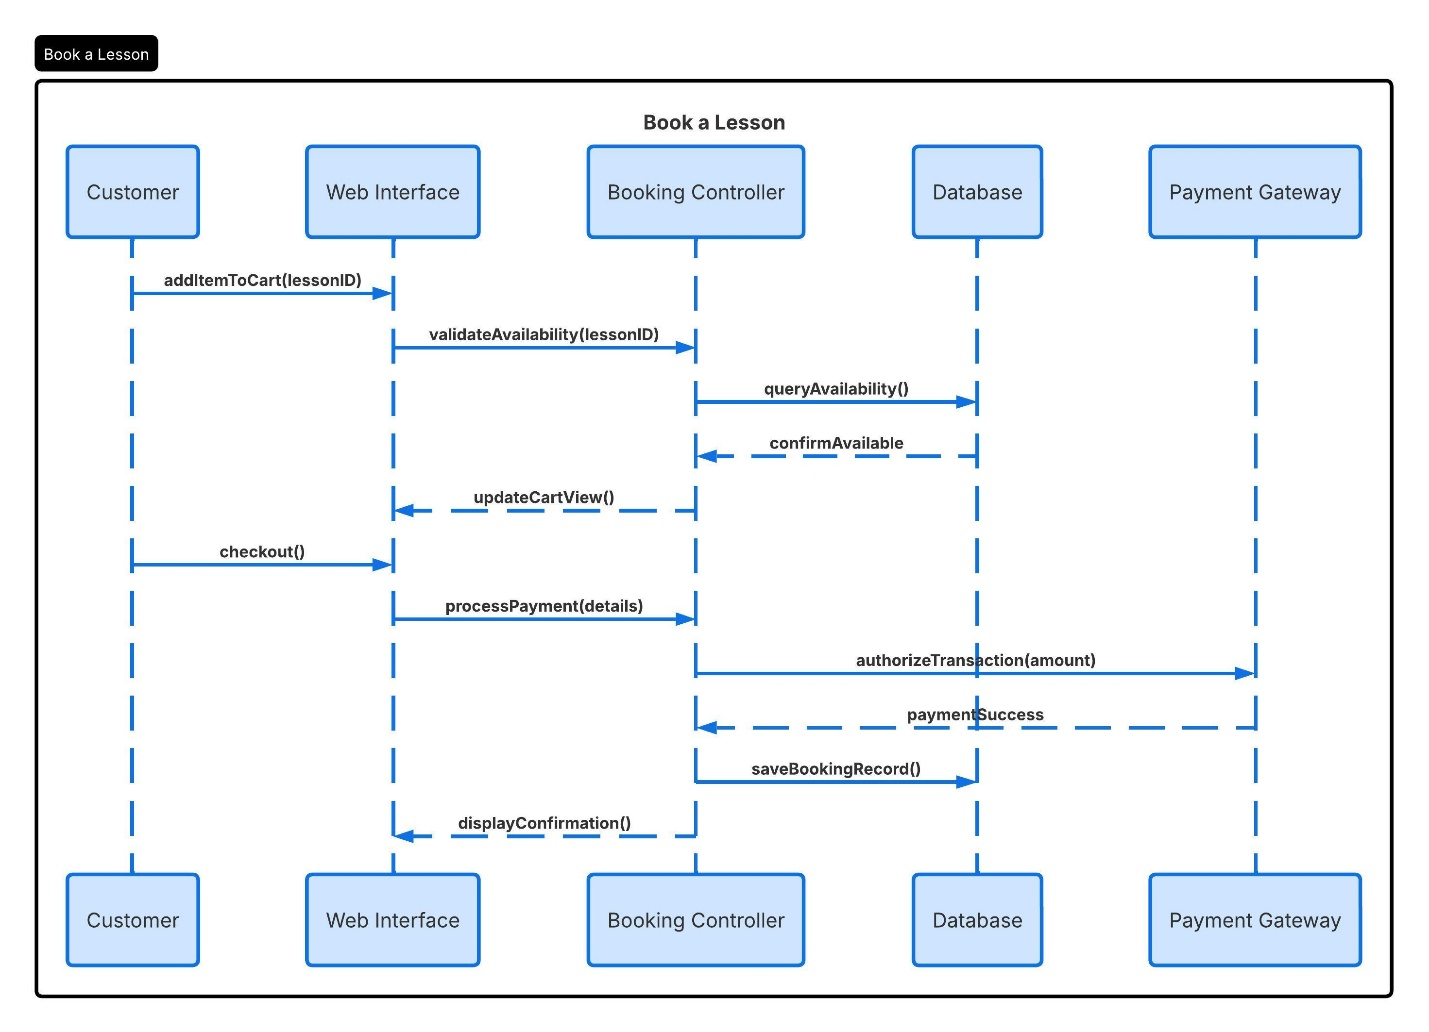 Book a Lesson
Book a Lesson
Customer
Web Interface
Booking Controller
Database
Payment Gateway
addItemToCart(lessonID)
validateAvailability(lessonID)
queryAvailability()
confirmAvailable
updateCartView()
checkout()
processPayment(details)
authorizeTransaction(amount)
paymentSuccess
saveBookingRecord()
displayConfirmation()
Customer
Web Interface
Booking Controller
Database
Payment Gateway